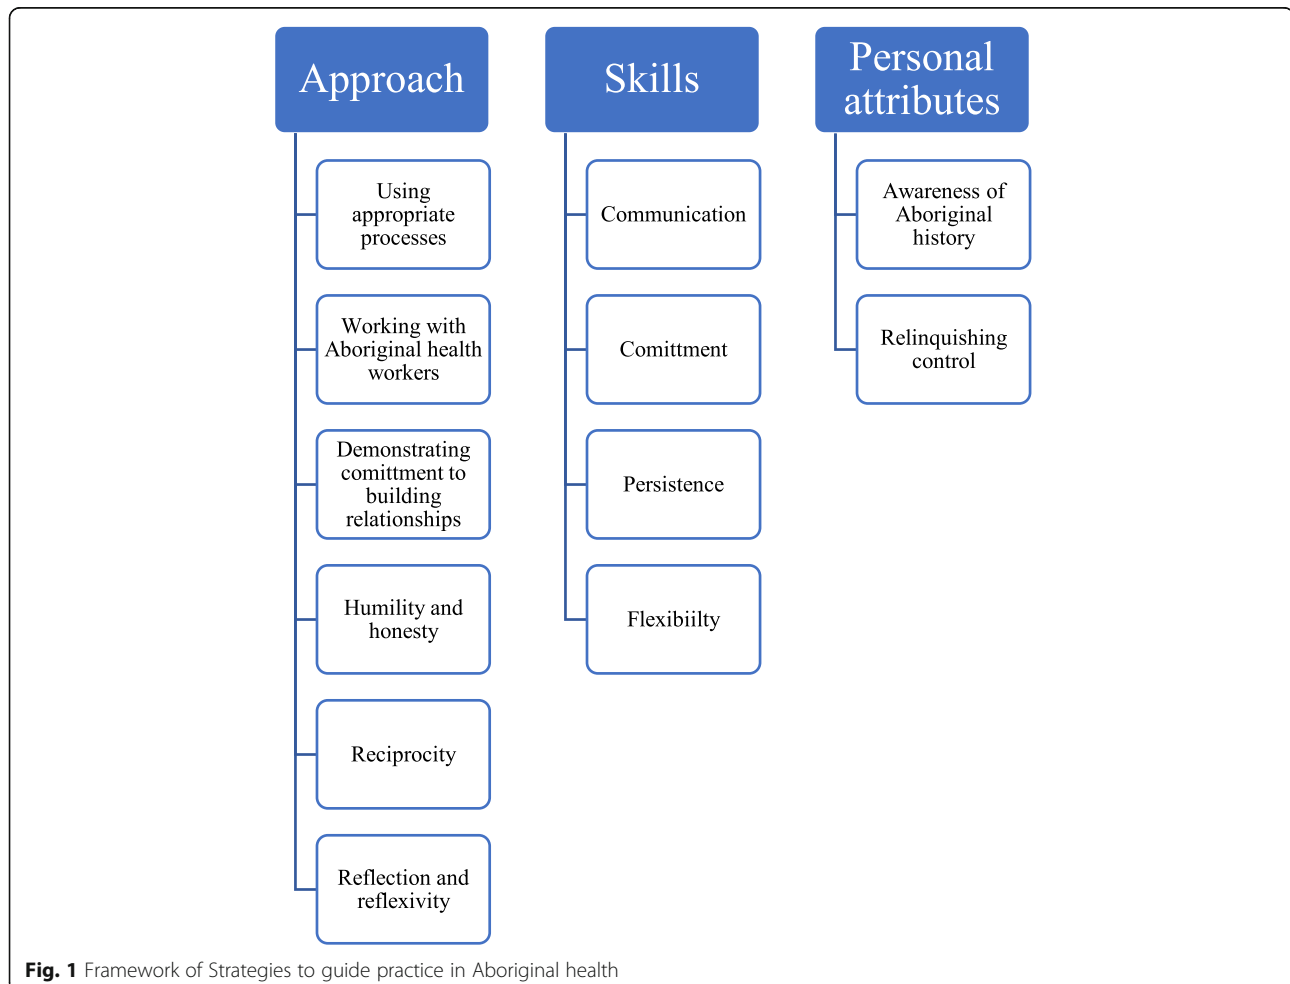 Approach
Using
appropriate
processes
Working with
Aboriginal health
workers
Demonstrating
comittment to
building
relationships
Humility and
honesty
Reciprocity
Reflection and
reflexivity
Skills
Communication
Comittment
Persistence
Flexibiilty
Personal
attributes
Awareness of
Aboriginal
history
Relinquishing
control
Fig. 1 Framework of Strategies to guide practice in Aboriginal health